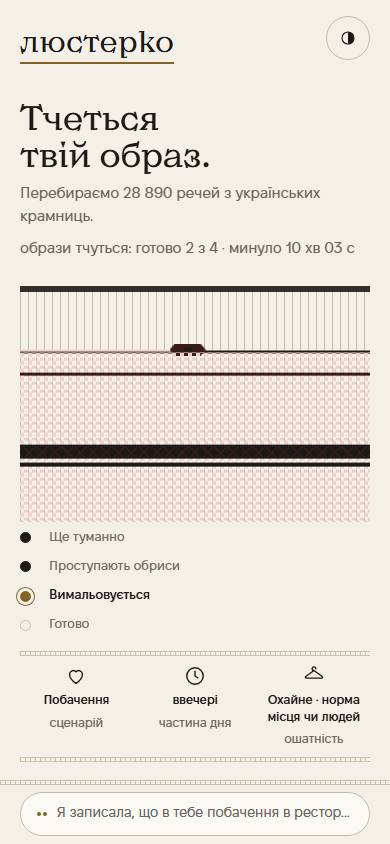 люстерко
Тчеться
твій образ.
Перебираємо 28 890 речей з українських
крамниць.
образи тчуться: готово 2 з 4 · минуло 10 хв 03 с
Ще туманно
Проступають обриси
Вимальовується
Готово
Побачення
сценарій
ввечері
частина дня
Охайне · норма
місця чи людей
ошатність
Я записала, що в тебе побачення в рестор...